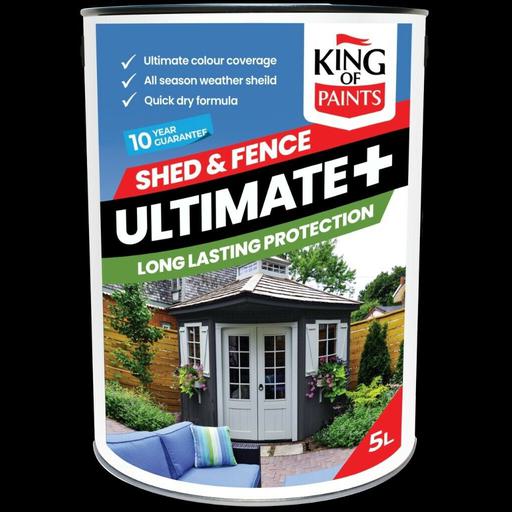 Ultimate colour coverage
All season weather sheild
Quick dry formula
KING
OF
PAINTS
10 YEAR
GUARANTEE
SHED & FENCE
ULTIMATE+
LONG LASTING PROTECTION
5L